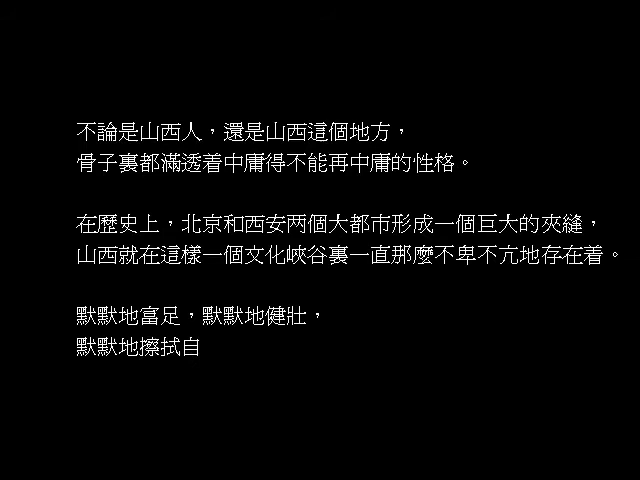 不論是山西人，還是山西這個地方，
骨子裏都滿透着中庸得不能再中庸的性格。
在歷史上，北京和西安两個大都市形成一個巨大的夾縫，
山西就在這樣一個文化峽谷裏一直那麼不卑不亢地存在着。
默默地富足，默默地健壯，
默默地擦拭自